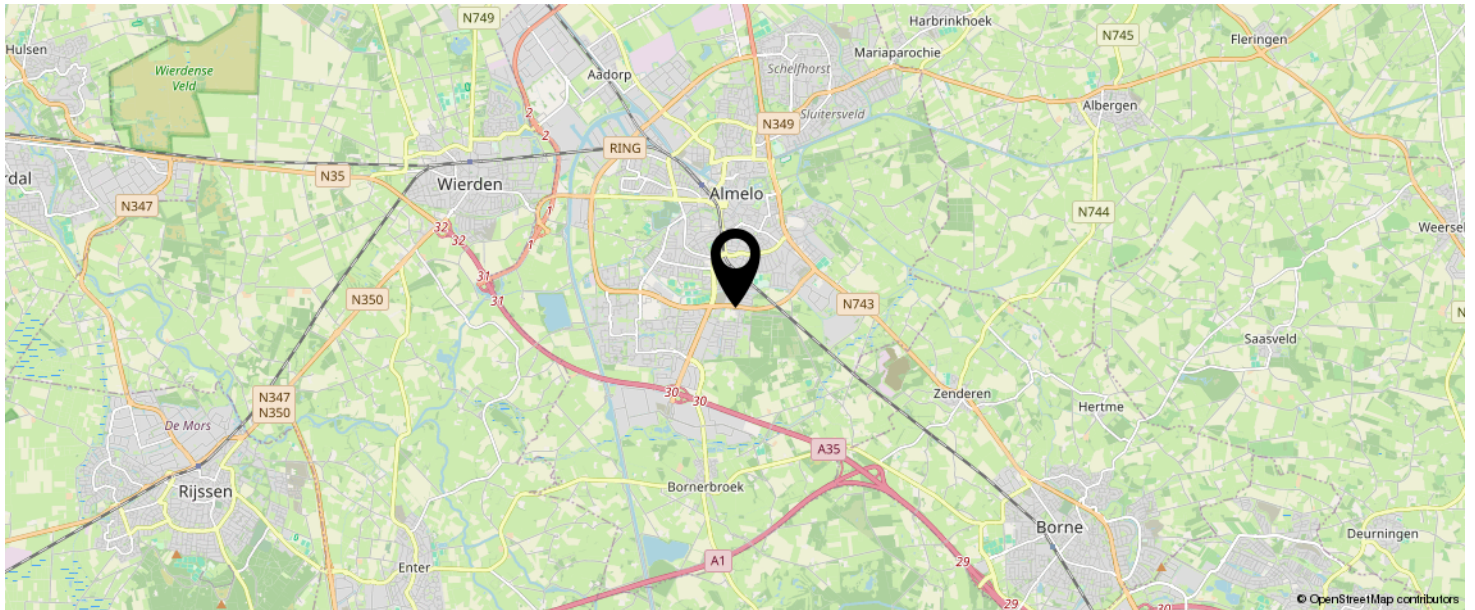 N749
Harbrinkhoek
N745
Hulsen
Fleringen
Mariaparochie
Wierdense
Veld
Aadorp
Schelfhorst
Albergen
2
2
Sluitersveld
N349
RING
rdal
N35
Wierden
Almelo
N347
N744
1
1
32
32
Weersel
31
31
N350
N743
N
Saasveld
30
30
Zenderen
Hertme
N347
N350
De Mors
A35
Rijssen
Bornerbroek
Borne
Deurningen
A1
29
Enter
29
30
© OpenStreetMap contributors